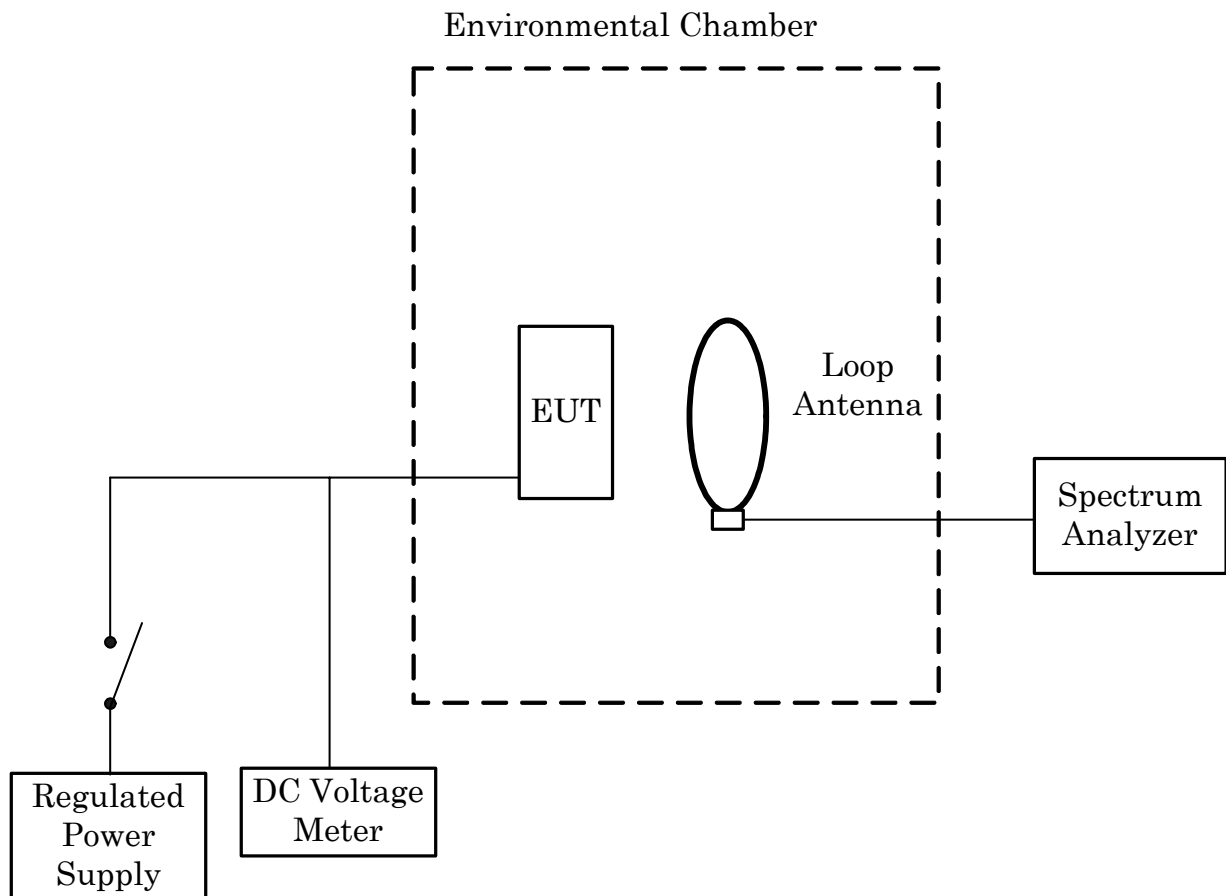 Environmental Chamber
EUT
Loop
Antenna
Spectrum
Analyzer
Regulated
Power
Supply
DC Voltage
Meter